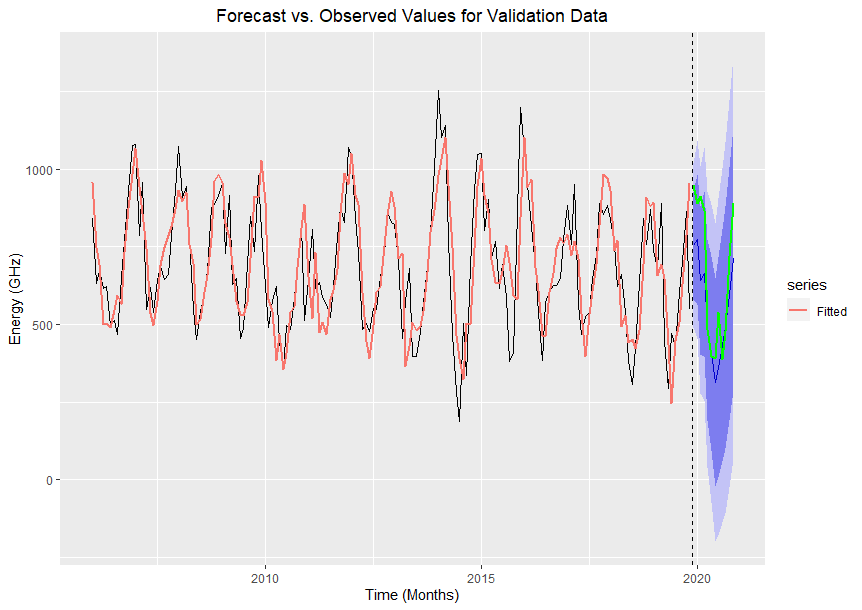 Forecast vs. Observed Values for Validation Data
Energy (GHz)
1000
500
0
2010
2015
2020
Time (Months)
series
Fitted